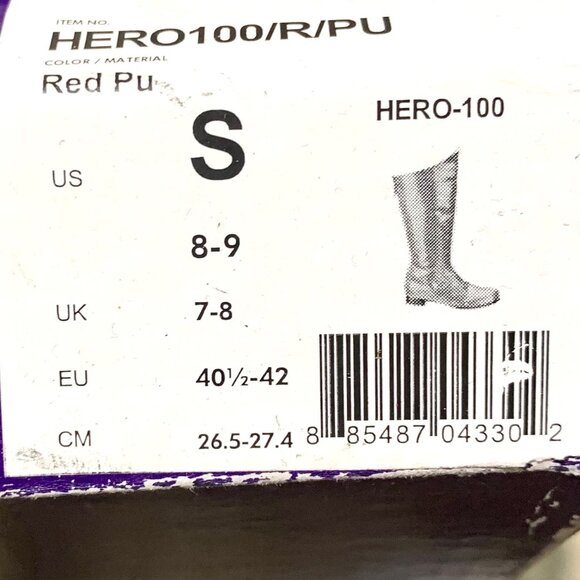 ITEM NO.
HERO100/R/PU
COLOR / MATERIAL
Red Pu
HERO-100
US S
8-9
UK 7-8
EU 40½-42
CM 26.5-27.4
8 85487 04330 2